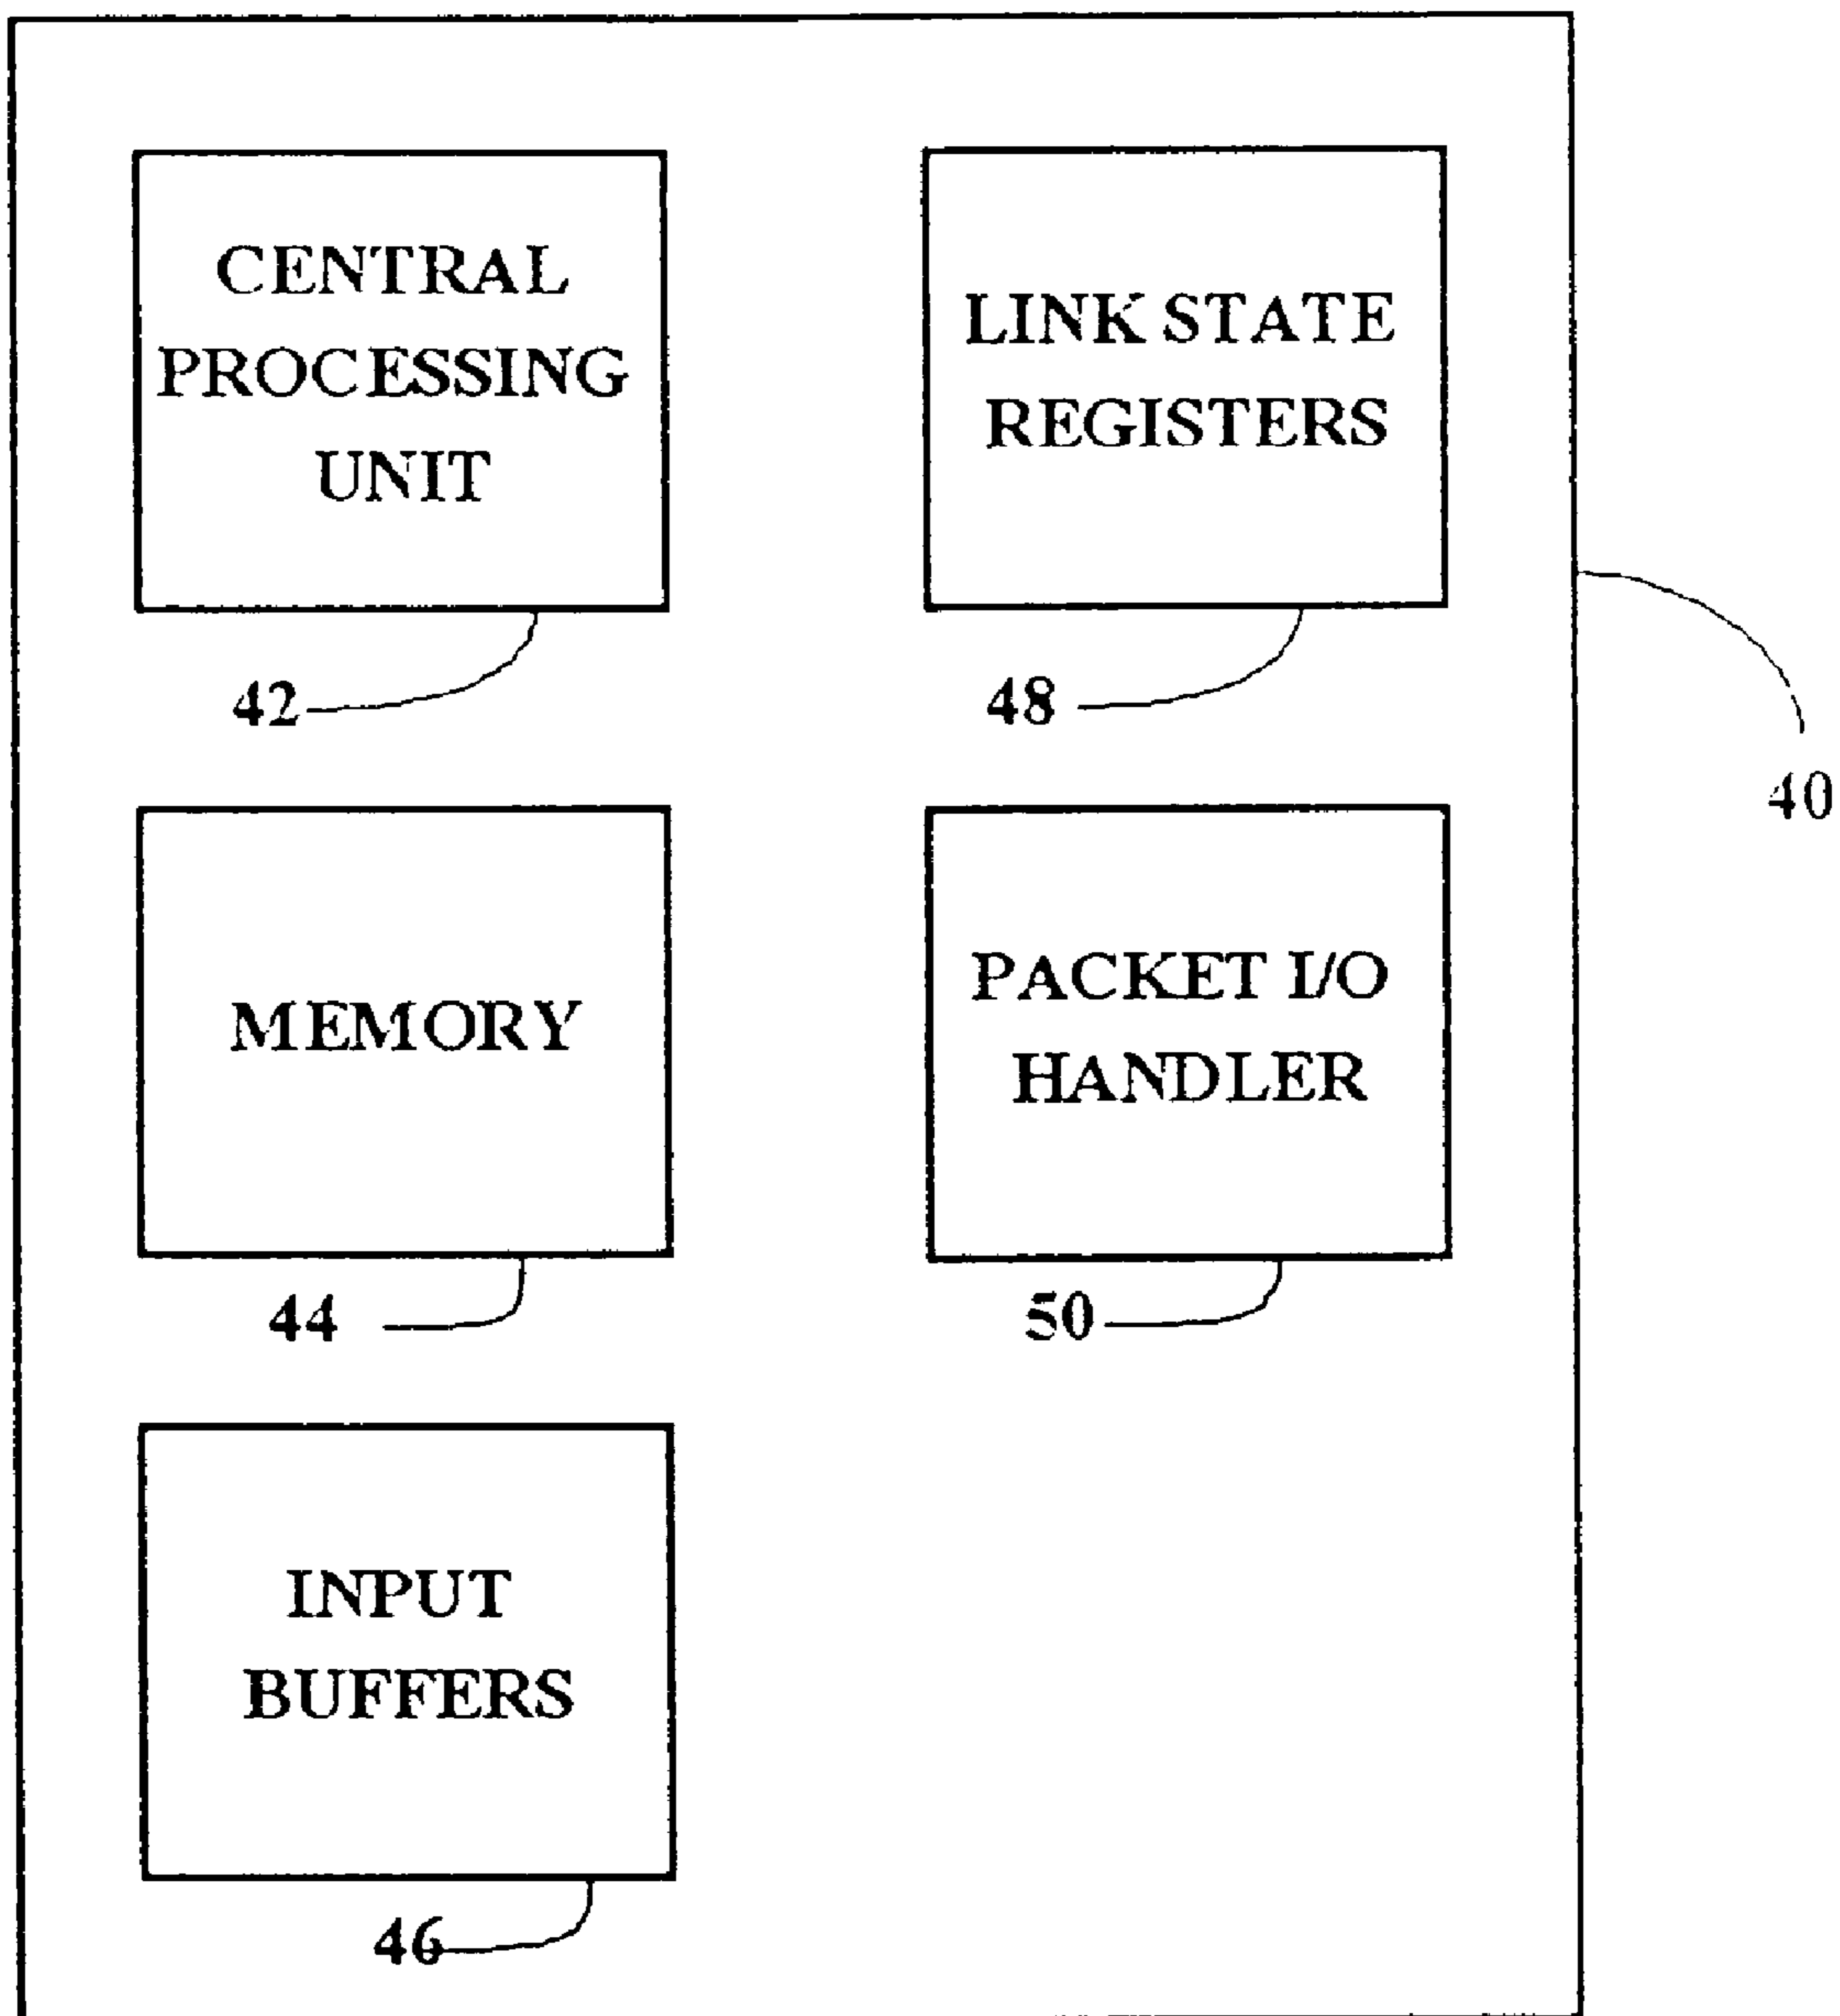 CENTRAL
PROCESSING
UNIT
42
LINK STATE
REGISTERS
48
40
MEMORY
44
PACKET I/O
HANDLER
50
INPUT
BUFFERS
46